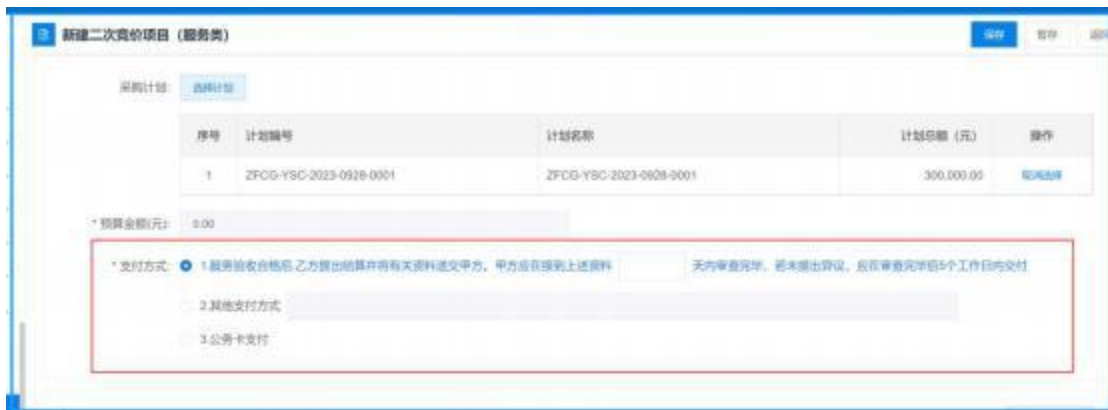 新建二次竞价项目（服务类）
保存 暂存
采购计划: 选择计划
序号 计划编号 计划名称 计划总额（元） 操作
1 ZFCG-YSC-2023-0928-0001 ZFCG-YSC-2023-0928-0001 300,000.00 取消选择
* 预算金额(元): 0.00
* 支付方式: 1.服务验收合格后,乙方提出结算并将有关资料送交甲方。甲方应在接到上述资料 天内审查完毕，若未提出异议，应在审查完毕后5个工作日内交付
2.其他支付方式
3.公务卡支付